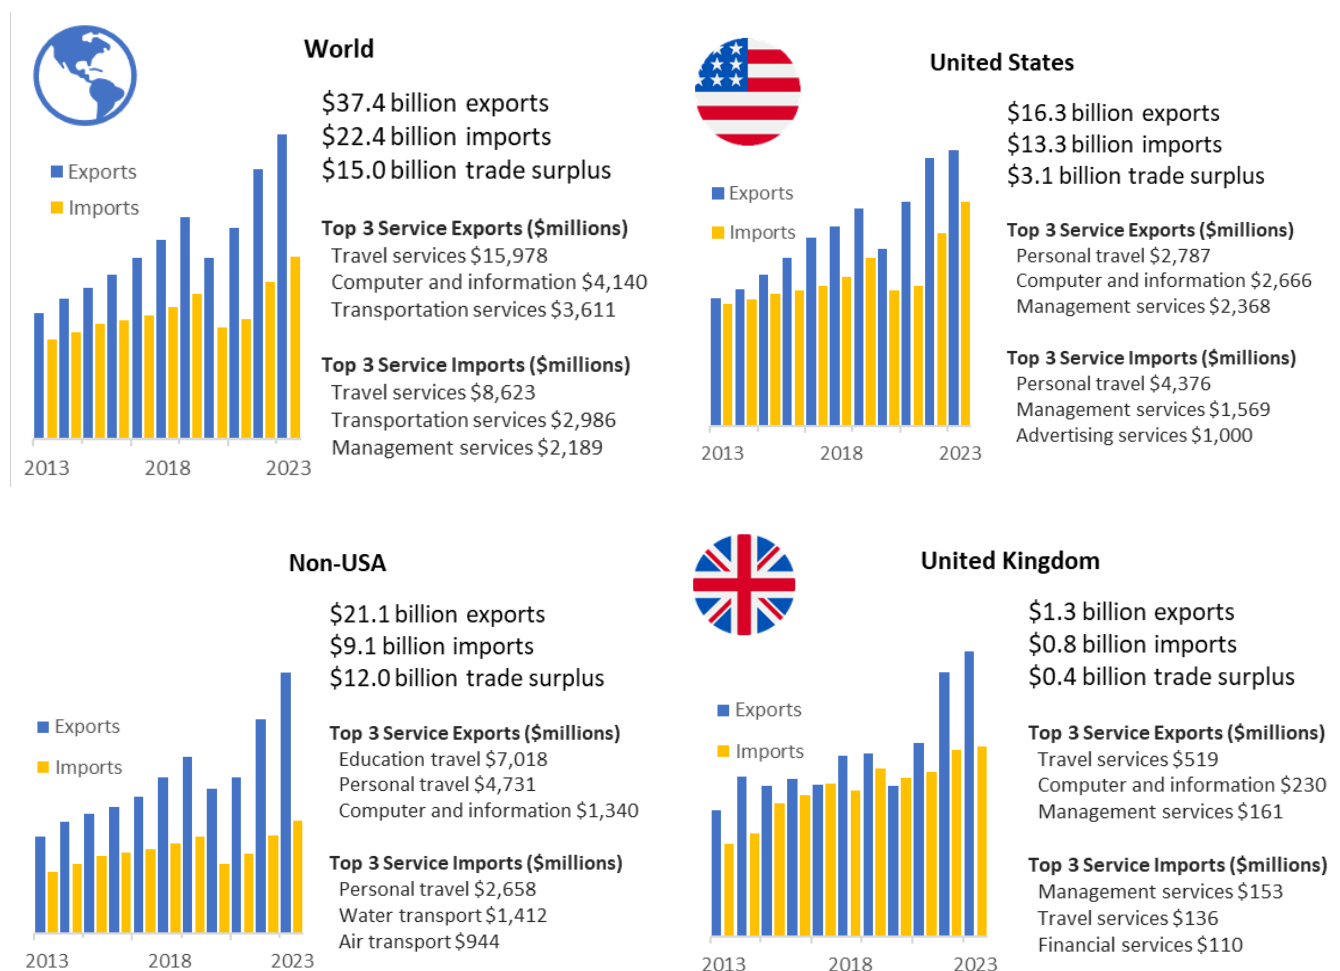 World
$37.4 billion exports
$22.4 billion imports
$15.0 billion trade surplus
Exports
Imports
Top 3 Service Exports ($millions)
Travel services $15,978
Computer and information $4,140
Transportation services $3,611
Top 3 Service Imports ($millions)
Travel services $8,623
Transportation services $2,986
Management services $2,189
2013 2018 2023
United States
$16.3 billion exports
$13.3 billion imports
$3.1 billion trade surplus
Exports
Imports
Top 3 Service Exports ($millions)
Personal travel $2,787
Computer and information $2,666
Management services $2,368
Top 3 Service Imports ($millions)
Personal travel $4,376
Management services $1,569
Advertising services $1,000
2013 2018 2023
Non-USA
$21.1 billion exports
$9.1 billion imports
$12.0 billion trade surplus
Exports
Imports
Top 3 Service Exports ($millions)
Education travel $7,018
Personal travel $4,731
Computer and information $1,340
Top 3 Service Imports ($millions)
Personal travel $2,658
Water transport $1,412
Air transport $944
2013 2018 2023
United Kingdom
$1.3 billion exports
$0.8 billion imports
$0.4 billion trade surplus
Exports
Imports
Top 3 Service Exports ($millions)
Travel services $519
Computer and information $230
Management services $161
Top 3 Service Imports ($millions)
Management services $153
Travel services $136
Financial services $110
2013 2018 2023